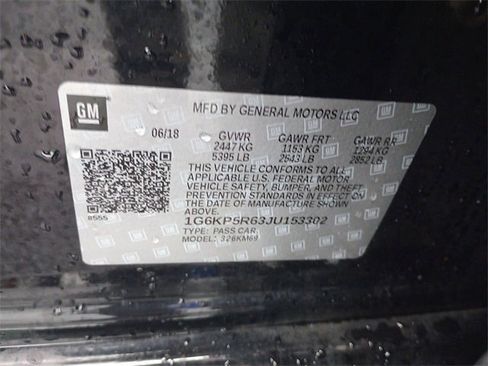 GM
MFD BY GENERAL MOTORS LLC
06/18 GVWR GAWR FRT GAWR RR
2447 KG 1153 KG 1294 KG
5395 LB 2543 LB 2852 LB
THIS VEHICLE CONFORMS TO ALL
APPLICABLE U.S. FEDERAL MOTOR
VEHICLE SAFETY, BUMPER, AND THEFT
PREVENTION STANDARDS IN EFFECT ON
THE DATE OF MANUFACTURE SHOWN
ABOVE.
#555
1G6KP5R63JU153302
TYPE: PASS CAR
MODEL: 326KM69